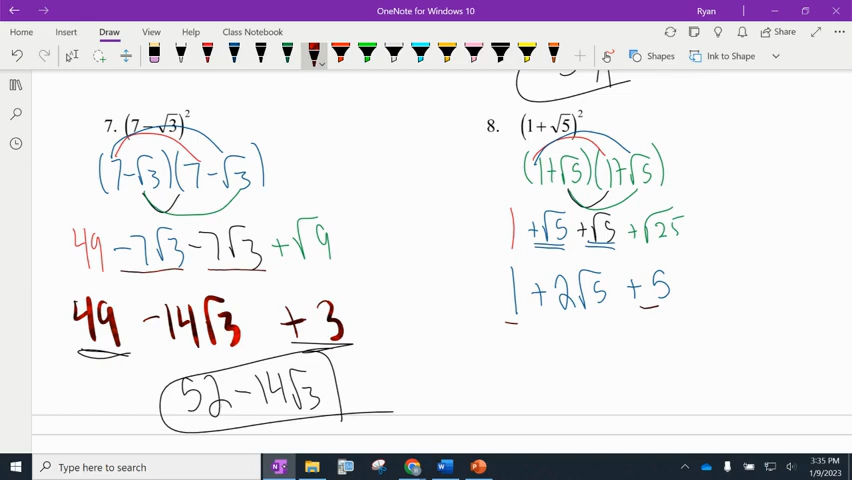 OneNote for Windows 10
Ryan
Home Insert Draw View Help Class Notebook
Share
Shapes Ink to Shape
7. (7 − √3)²
(7-√3)(7-√3)
49 -7√3 -7√3 +√9
49 -14√3 +3
52-14√3
8. (1 + √5)²
(1+√5)(1+√5)
1 +√5 +√5 +√25
1 + 2√5 + 5
Type here to search
3:35 PM
1/9/2023